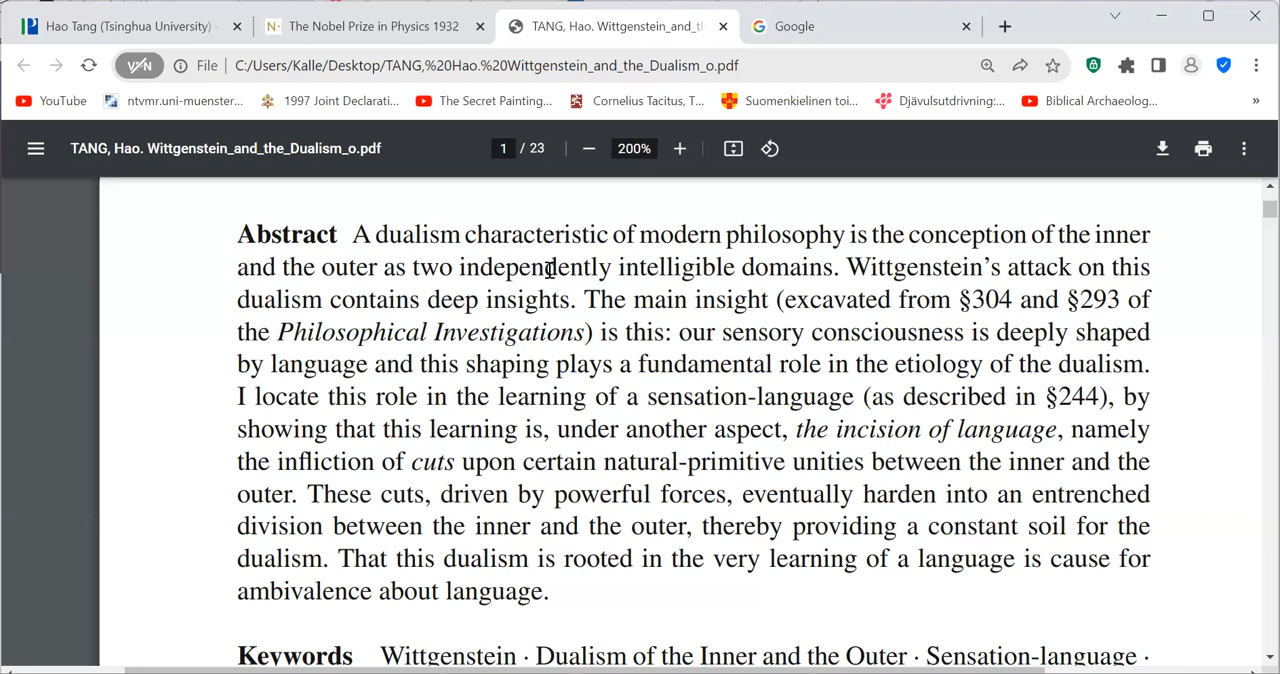 Hao Tang (Tsinghua University)
The Nobel Prize in Physics 1932
TANG, Hao. Wittgenstein_and_t
Google
File
C:/Users/Kalle/Desktop/TANG,%20Hao.%20Wittgenstein_and_the_Dualism_o.pdf
YouTube
ntvmr.uni-muenster...
1997 Joint Declarati...
The Secret Painting...
Cornelius Tacitus, T...
Suomenkielinen toi...
Djävulsutdrivning:...
Biblical Archaeolog...
»
TANG, Hao. Wittgenstein_and_the_Dualism_o.pdf
1 / 23
200%
Abstract A dualism characteristic of modern philosophy is the conception of the inner
and the outer as two independently intelligible domains. Wittgenstein's attack on this
dualism contains deep insights. The main insight (excavated from §304 and §293 of
the Philosophical Investigations) is this: our sensory consciousness is deeply shaped
by language and this shaping plays a fundamental role in the etiology of the dualism.
I locate this role in the learning of a sensation-language (as described in §244), by
showing that this learning is, under another aspect, the incision of language, namely
the infliction of cuts upon certain natural-primitive unities between the inner and the
outer. These cuts, driven by powerful forces, eventually harden into an entrenched
division between the inner and the outer, thereby providing a constant soil for the
dualism. That this dualism is rooted in the very learning of a language is cause for
ambivalence about language.
Keywords Wittgenstein · Dualism of the Inner and the Outer · Sensation-language ·